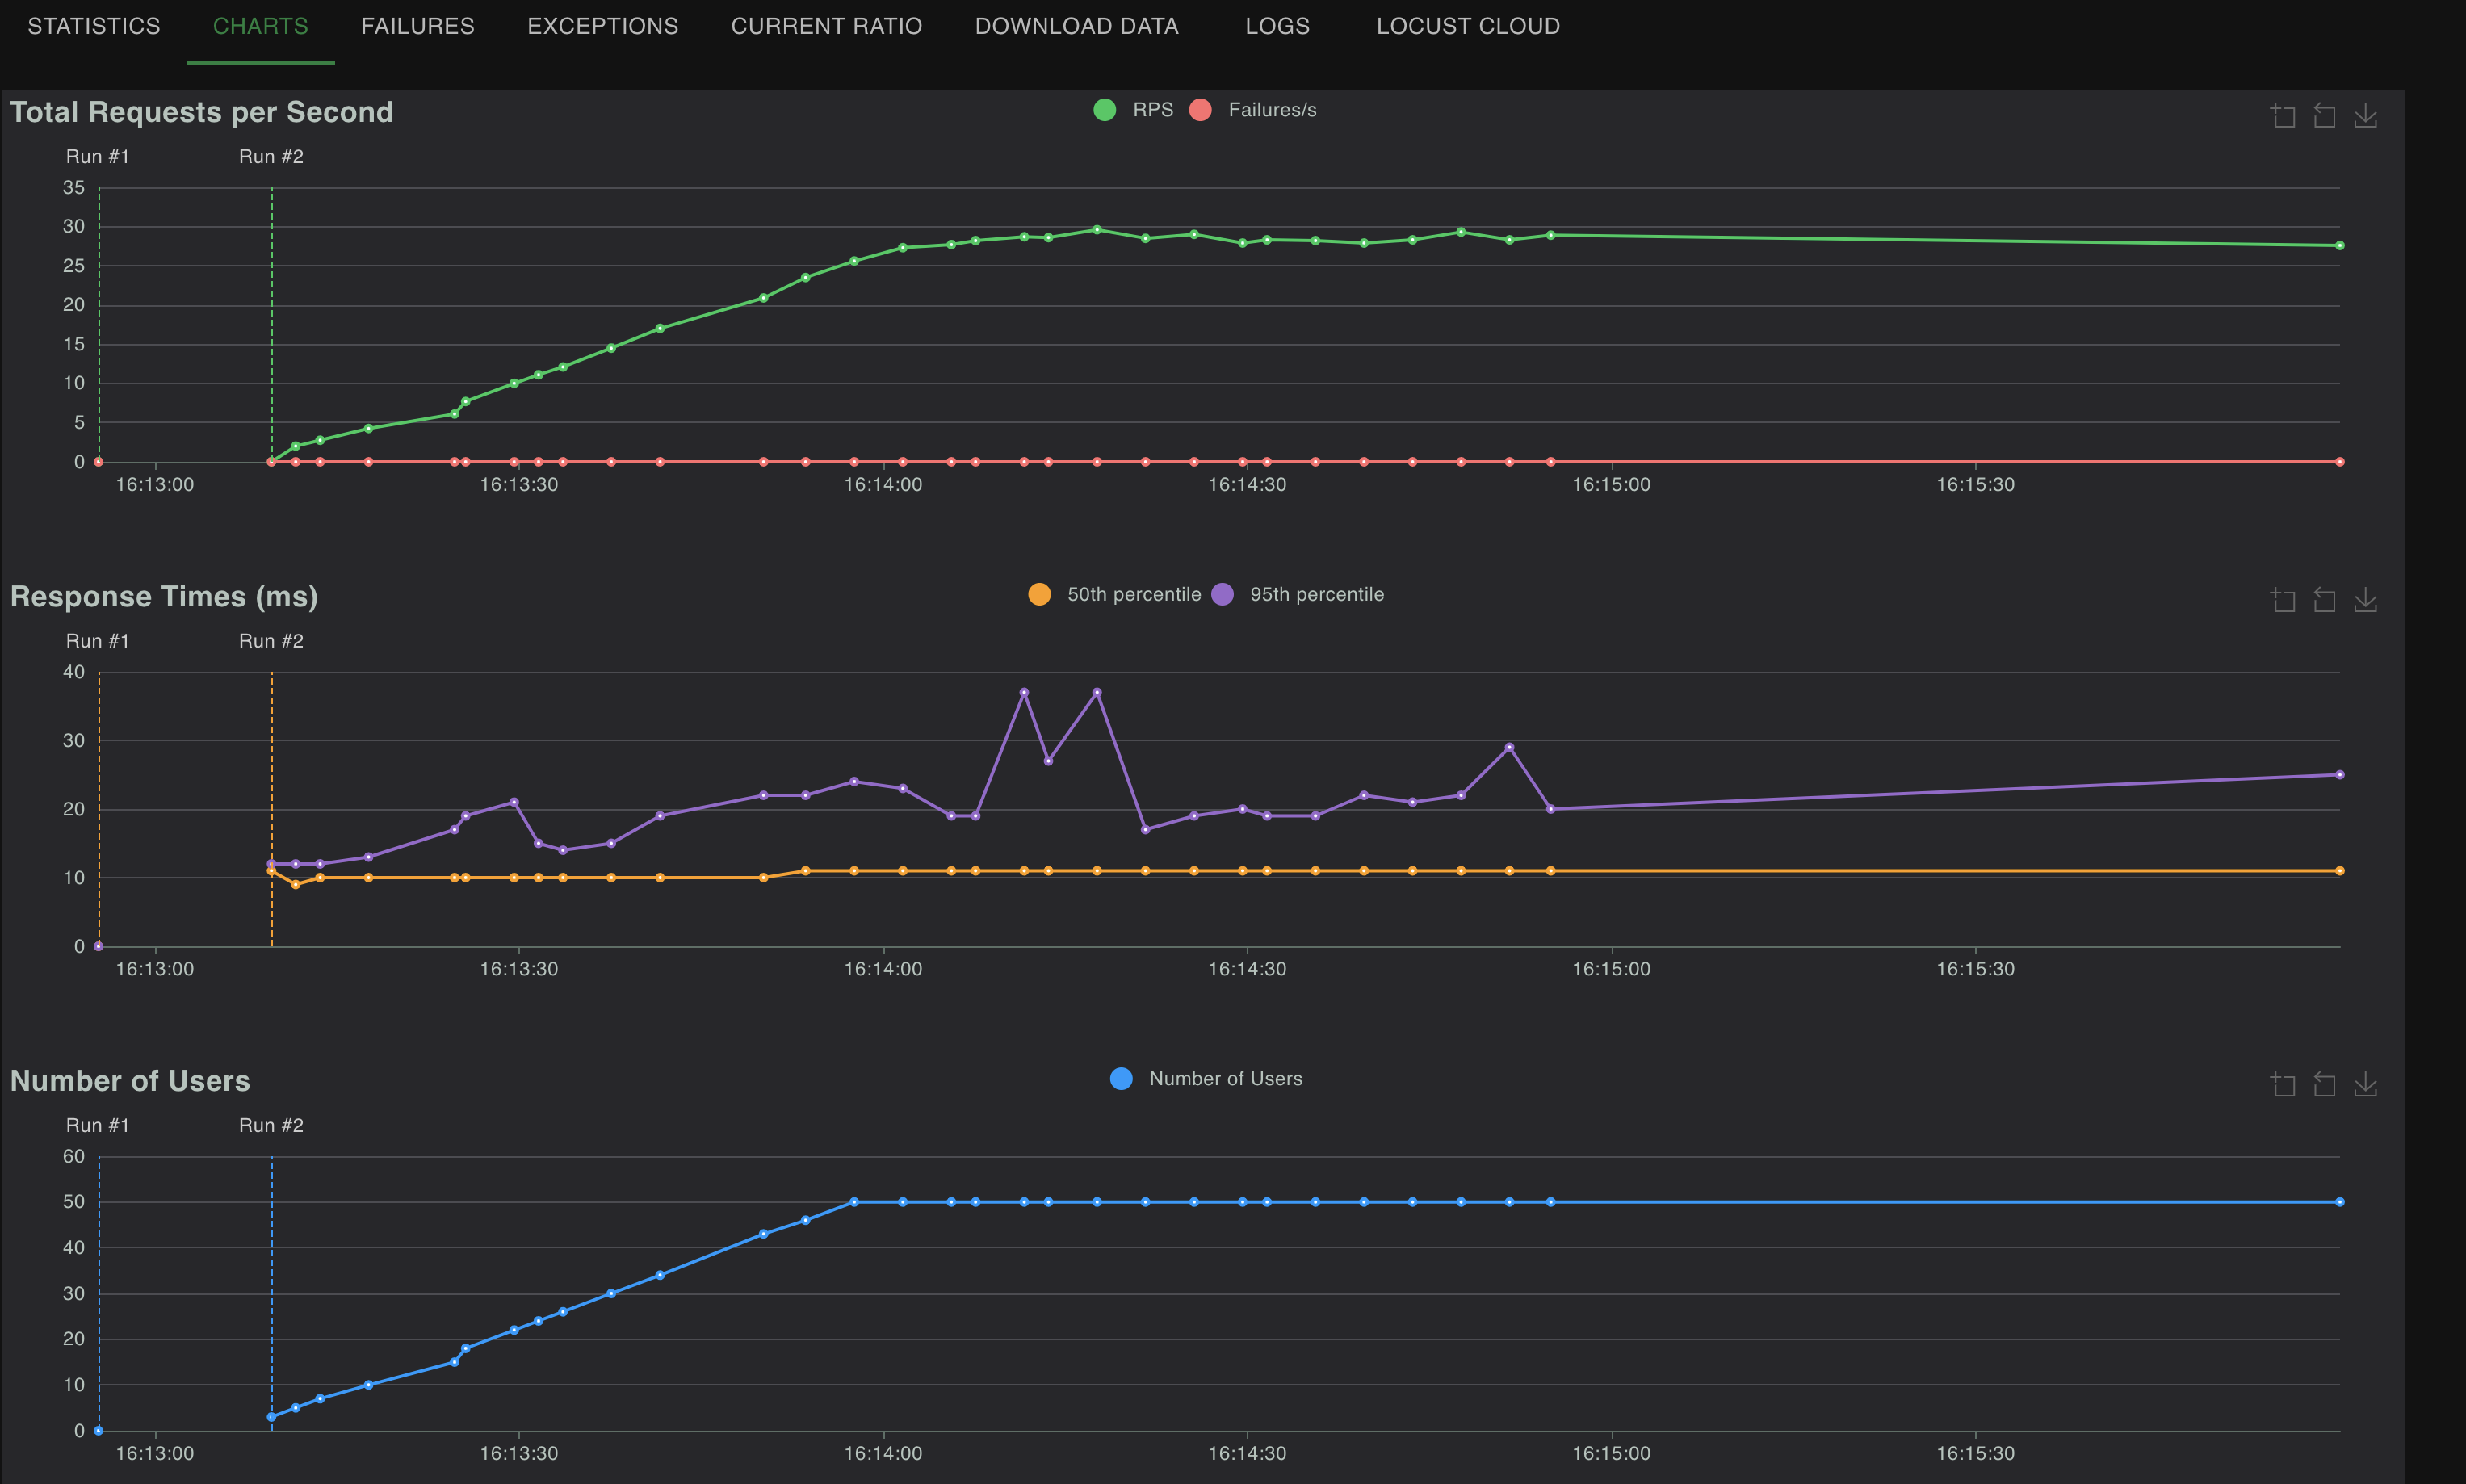 STATISTICS CHARTS FAILURES EXCEPTIONS CURRENT RATIO DOWNLOAD DATA LOGS LOCUST CLOUD
Total Requests per Second
RPS Failures/s
Run #1 Run #2
35
30
25
20
15
10
5
0
16:13:00 16:13:30 16:14:00 16:14:30 16:15:00 16:15:30
Response Times (ms)
50th percentile 95th percentile
Run #1 Run #2
40
30
20
10
0
16:13:00 16:13:30 16:14:00 16:14:30 16:15:00 16:15:30
Number of Users
Number of Users
Run #1 Run #2
60
50
40
30
20
10
0
16:13:00 16:13:30 16:14:00 16:14:30 16:15:00 16:15:30